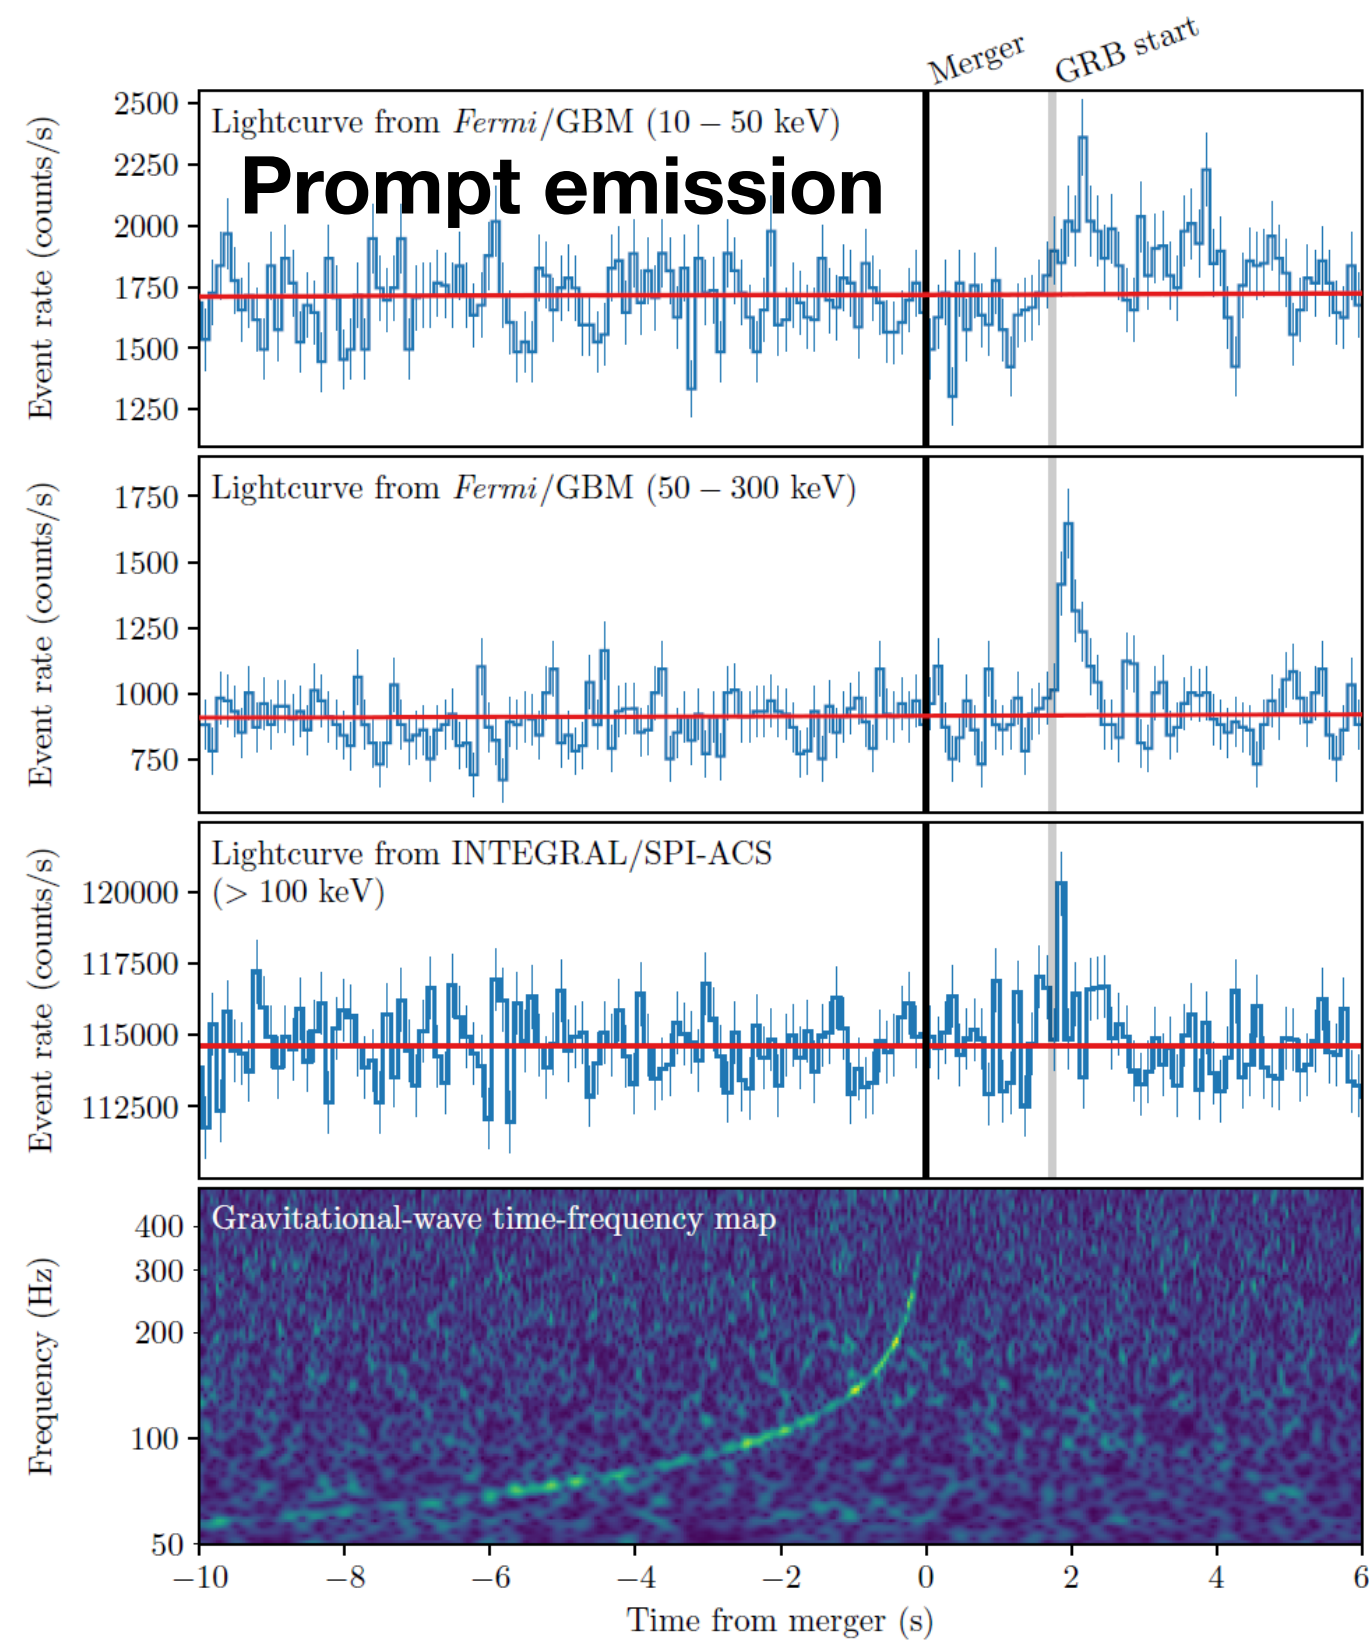 Merger
GRB start
Lightcurve from Fermi/GBM (10 – 50 keV)
Prompt emission
Event rate (counts/s)
2500
2250
2000
1750
1500
1250
Lightcurve from Fermi/GBM (50 – 300 keV)
Event rate (counts/s)
1750
1500
1250
1000
750
Lightcurve from INTEGRAL/SPI-ACS
(> 100 keV)
Event rate (counts/s)
120000
117500
115000
112500
Gravitational-wave time-frequency map
Frequency (Hz)
400
300
200
100
50
−10 −8 −6 −4 −2 0 2 4 6
Time from merger (s)